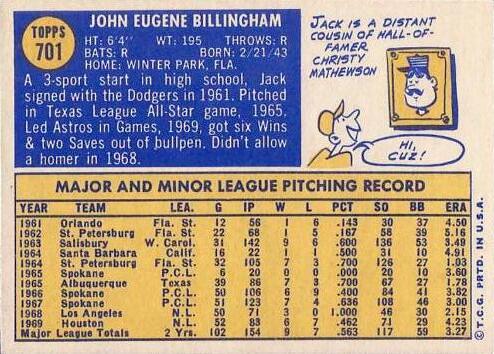 TOPPS
701
JOHN EUGENE BILLINGHAM
HT: 6'4" WT: 195 THROWS: R
BATS: R BORN: 2/21/43
HOME: WINTER PARK, FLA.
A 3-sport start in high school, Jack
signed with the Dodgers in 1961. Pitched
in Texas League All-Star game, 1965.
Led Astros in Games, 1969, got six Wins
& two Saves out of bullpen. Didn't allow
a homer in 1968.
JACK IS A DISTANT
COUSIN OF HALL-OF-
FAMER
CHRISTY
MATHEWSON
HI,
CUZ!
MAJOR AND MINOR LEAGUE PITCHING RECORD
YEAR TEAM LEA. G IP W L PCT SO BB ERA
1961 Orlando Fla. St. 12 56 1 6 .143 30 37 4.50
1962 St. Petersburg Fla. St. 22 68 1 5 .167 58 39 5.16
1963 Salisbury W. Carol. 31 142 9 6 .600 136 53 3.49
1964 Santa Barbara Calif. 16 22 1 1 .500 31 10 4.91
1964 St. Petersburg Fla. St. 32 105 7 3 .700 126 27 1.03
1965 Spokane P.C.L. 6 20 0 0 .000 20 10 3.60
1965 Albuquerque Texas 39 86 7 3 .700 67 27 1.78
1966 Spokane P.C.L. 50 106 6 9 .400 84 41 3.82
1967 Spokane P.C.L. 51 123 7 4 .636 108 46 3.00
1968 Los Angeles N.L. 50 71 3 0 1.000 46 30 2.15
1969 Houston N.L. 52 83 6 7 .462 71 29 4.23
Major League Totals 2 Yrs. 102 154 9 7 .563 117 59 3.27
© T.C.G. PRTD. IN U.S.A.